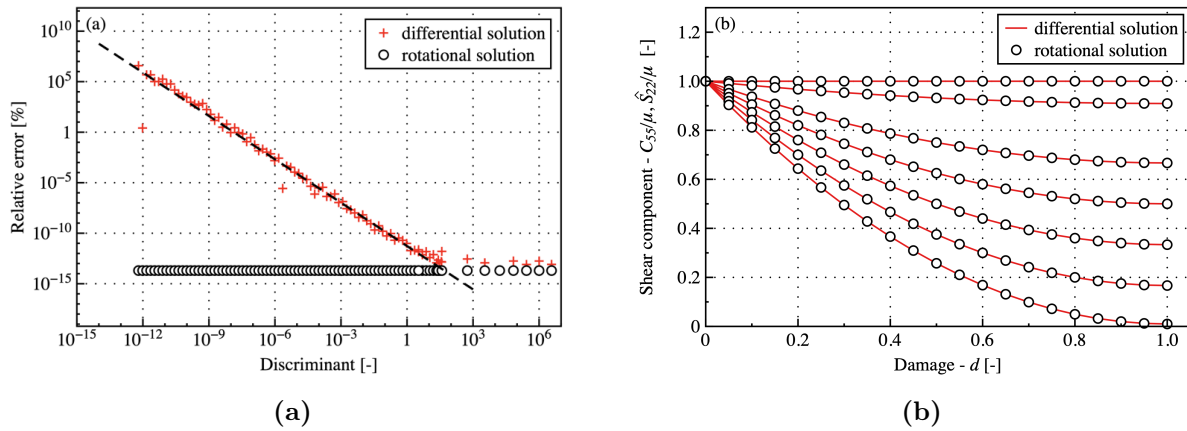 (a)
differential solution
rotational solution
10^10
10^5
1
10^-5
10^-10
10^-15
Relative error [%]
10^-15 10^-12 10^-9 10^-6 10^-3 1 10^3 10^6
Discriminant [-]
(a)
(b)
differential solution
rotational solution
1.2
1.0
0.8
0.6
0.4
0.2
0
Shear component - C_55/μ, Ŝ_22/μ [-]
0 0.2 0.4 0.6 0.8 1.0
Damage - d [-]
(b)